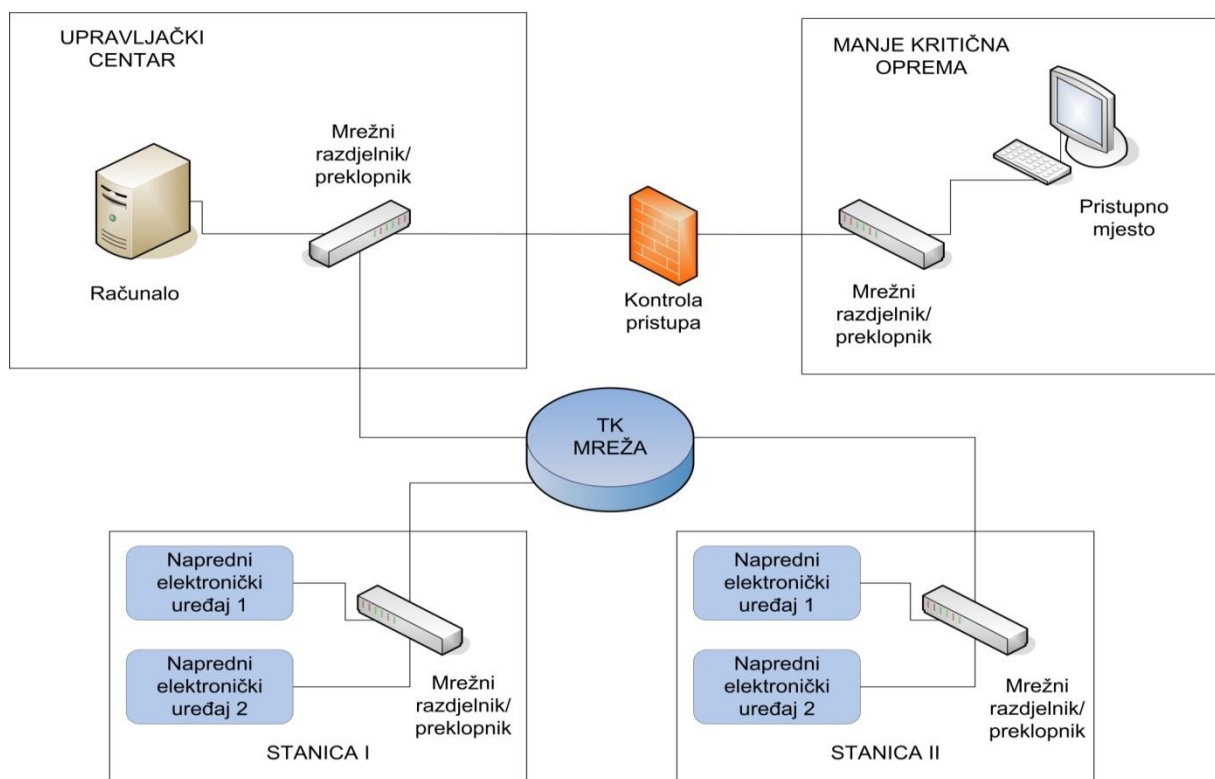 UPRAVLJAČKI
CENTAR
Mrežni
razdjelnik/
preklopnik
Računalo
Kontrola
pristupa
MANJE KRITIČNA
OPREMA
Pristupno
mjesto
Mrežni
razdjelnik/
preklopnik
TK
MREŽA
Napredni
elektronički
uređaj 1
Napredni
elektronički
uređaj 2
Mrežni
razdjelnik/
preklopnik
STANICA I
Napredni
elektronički
uređaj 1
Napredni
elektronički
uređaj 2
Mrežni
razdjelnik/
preklopnik
STANICA II